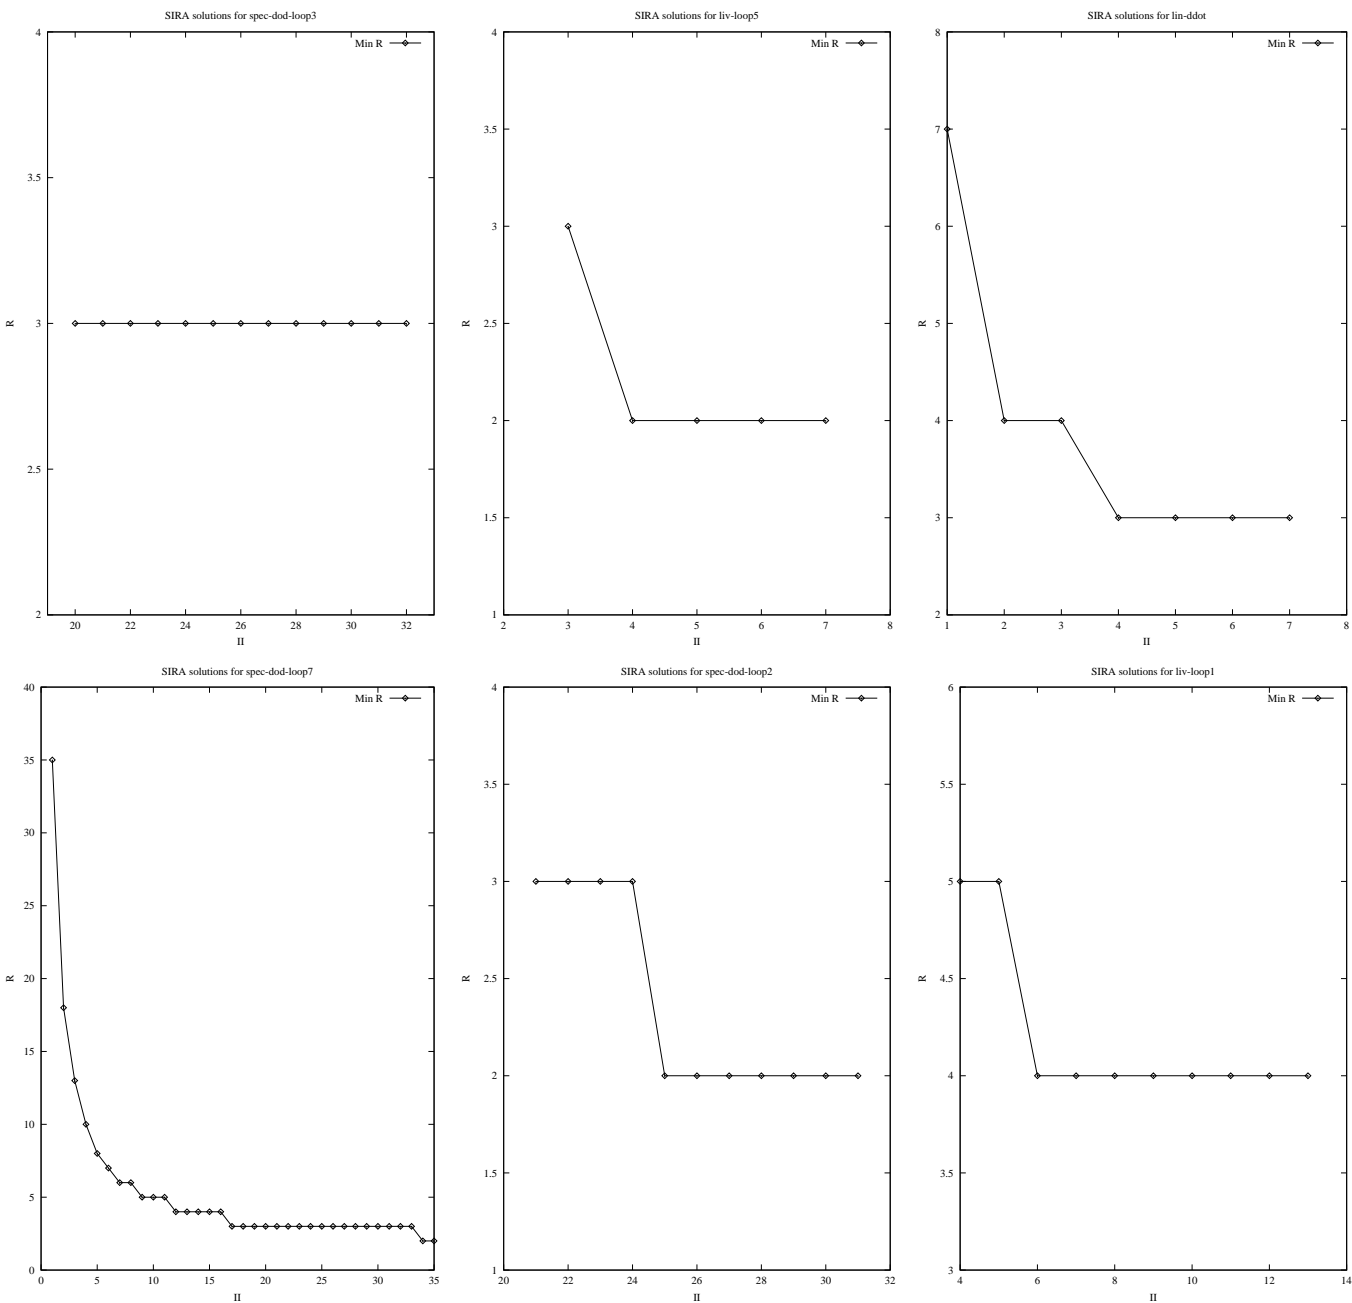 SIRA solutions for spec-dod-loop3
Min R
4
3.5
3
2.5
2
R
20 22 24 26 28 30 32
II
SIRA solutions for liv-loop5
Min R
4
3.5
3
2.5
2
1.5
1
R
2 3 4 5 6 7 8
II
SIRA solutions for lin-ddot
Min R
8
7
6
5
4
3
2
R
1 2 3 4 5 6 7 8
II
SIRA solutions for spec-dod-loop7
Min R
40
35
30
25
20
15
10
5
0
R
0 5 10 15 20 25 30 35
II
SIRA solutions for spec-dod-loop2
Min R
4
3.5
3
2.5
2
1.5
1
R
20 22 24 26 28 30 32
II
SIRA solutions for liv-loop1
Min R
6
5.5
5
4.5
4
3.5
3
R
4 6 8 10 12 14
II